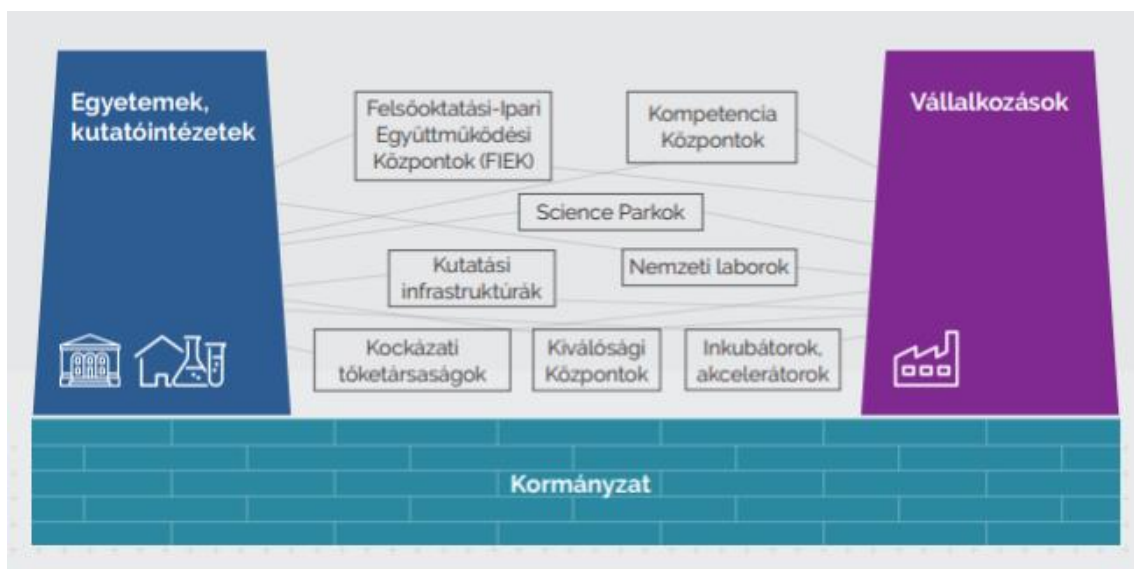 Egyetemek,
kutatóintézetek
Felsőoktatási-Ipari
Együttműködési
Központok (FIEK)
Kompetencia
Központok
Vállalkozások
Science Parkok
Kutatási
infrastruktúrák
Nemzeti laborok
Kockázati
tőketársaságok
Kiválósági
Központok
Inkubátorok,
akcelerátorok
Kormányzat